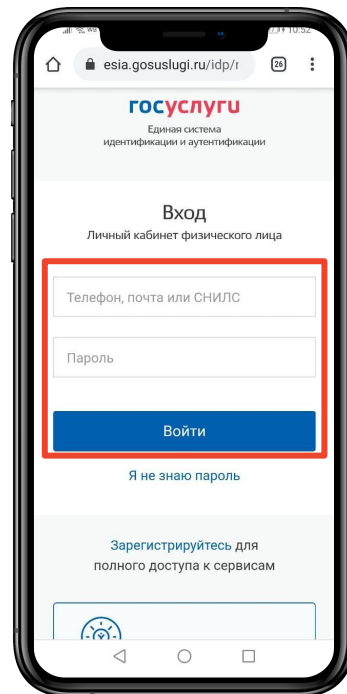 10:52
esia.gosuslugi.ru/idp/r
26
госуслуги
Единая система
идентификации и аутентификации
Вход
Личный кабинет физического лица
Телефон, почта или СНИЛС
Пароль
Войти
Я не знаю пароль
Зарегистрируйтесь для
полного доступа к сервисам